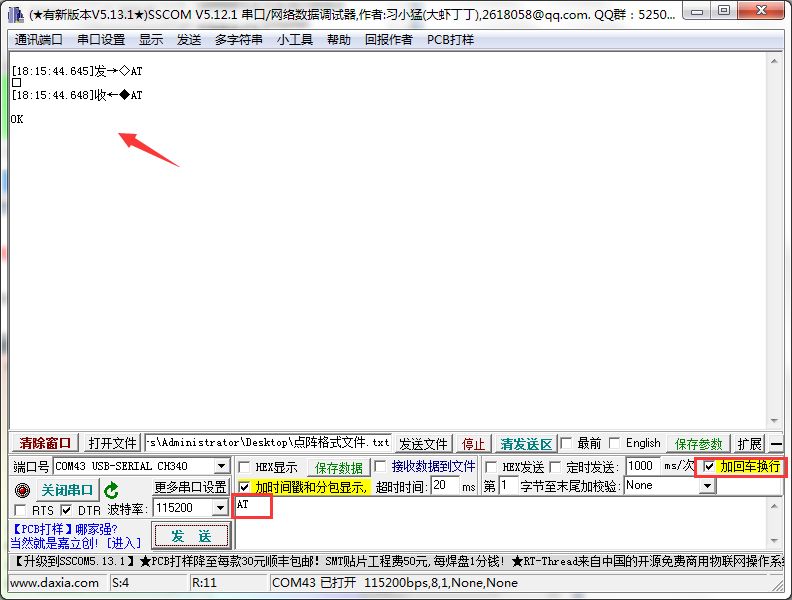 (★有新版本V5.13.1★)SSCOM V5.12.1 串口/网络数据调试器,作者:习小猛(大虾丁丁),2618058@qq.com. QQ群：5250...
通讯端口 串口设置 显示 发送 多字符串 小工具 帮助 回报作者 PCB打样
[18:15:44.645]发→◇AT
□
[18:15:44.648]收←◆AT
OK
清除窗口 打开文件 rs\Administrator\Desktop\点阵格式文件.txt 发送文件 停止 清发送区 最前 English 保存参数 扩展 —
端口号 COM43 USB-SERIAL CH340 HEX显示 保存数据 接收数据到文件 HEX发送 定时发送: 1000 ms/次 加回车换行
关闭串口 更多串口设置 加时间戳和分包显示, 超时时间: 20 ms 第 1 字节至末尾加校验: None
RTS DTR 波特率: 115200 AT
【PCB打样】哪家强?
当然就是嘉立创! [进入]
发 送
【升级到SSCOM5.13.1】★PCB打样降至每款30元顺丰包邮! SMT贴片工程费50元, 每焊盘1分钱! ★RT-Thread来自中国的开源免费商用物联网操作系
www.daxia.com S:4 R:11 COM43 已打开 115200bps,8,1,None,None